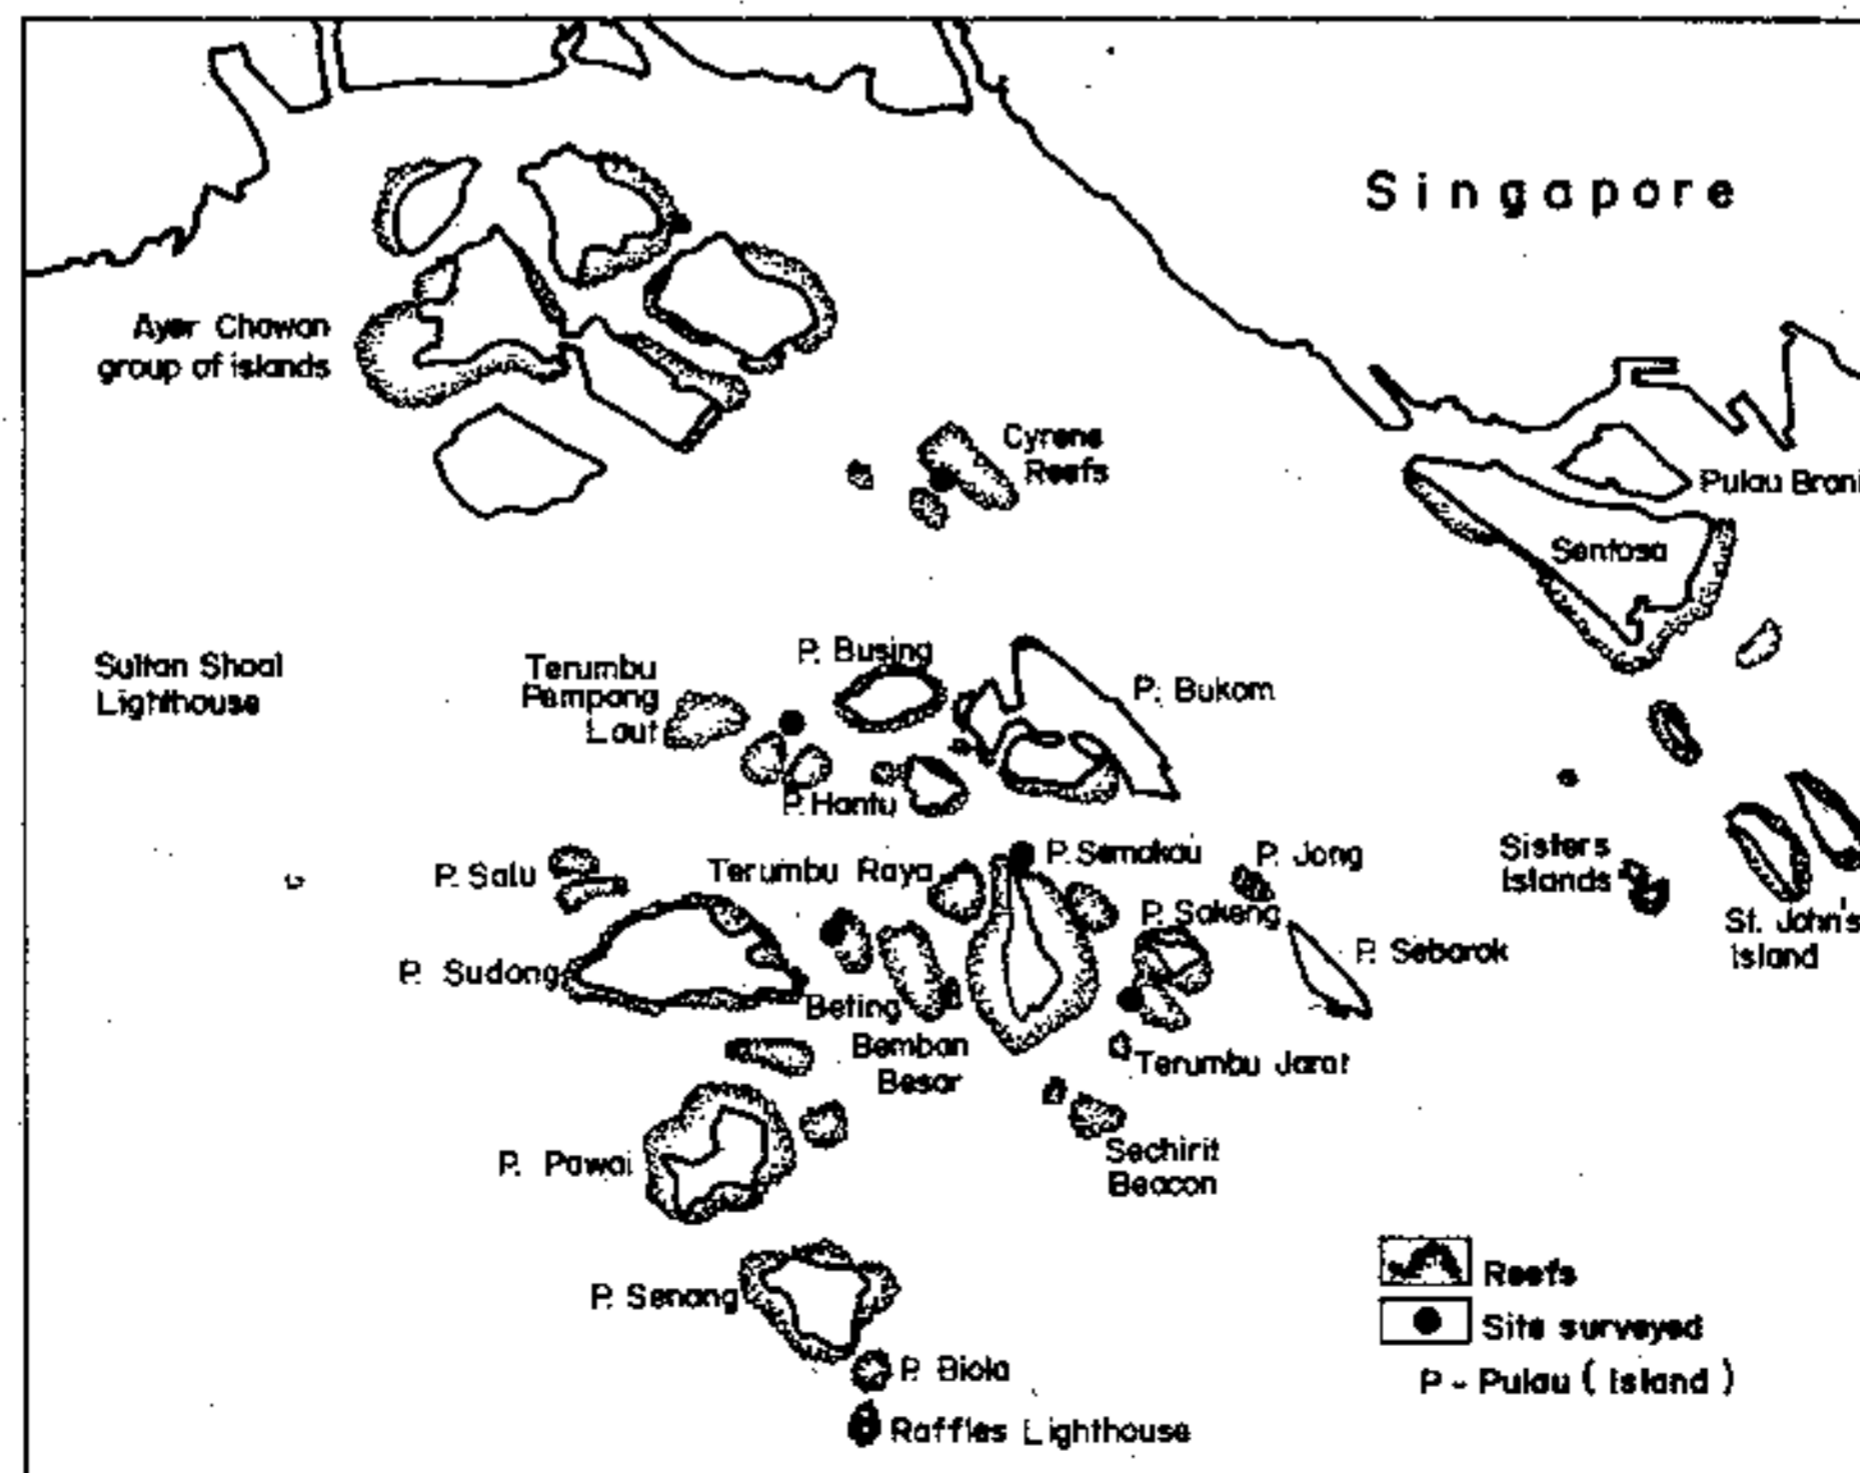 Singapore
Ayer Chawan
group of islands
Cyrene
Reefs
Pulau Brani
Sentosa
Sultan Shoal
Lighthouse
Terumbu
Pempang
Laut
P. Busing
P. Bukom
P. Hantu
P. Salu
Terumbu Raya
P. Semakau
P. Jong
Sisters
Islands
P. Sakeng
St. John's
Island
P. Sudong
P. Sebarok
Beting
Bemban
Besar
Terumbu Jarat
P. Pawai
Sechirit
Beacon
P. Senang
Reefs
Site surveyed
P. Biola
P - Pulau ( Island )
Raffles Lighthouse